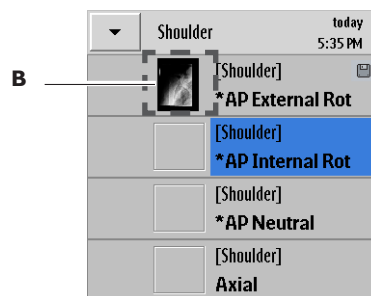 Shoulder
today
5:35 PM
B
[Shoulder]
*AP External Rot
[Shoulder]
*AP Internal Rot
[Shoulder]
*AP Neutral
[Shoulder]
Axial